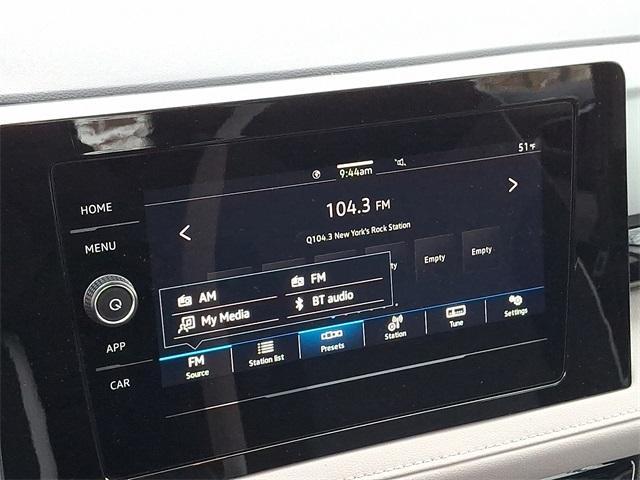 51°F
9:44am
HOME
MENU
APP
CAR
104.3 FM
Q104.3 New York's Rock Station
Empty
Empty
AM
FM
My Media
BT audio
FM
Source
Station list
Presets
Station
Tune
Settings